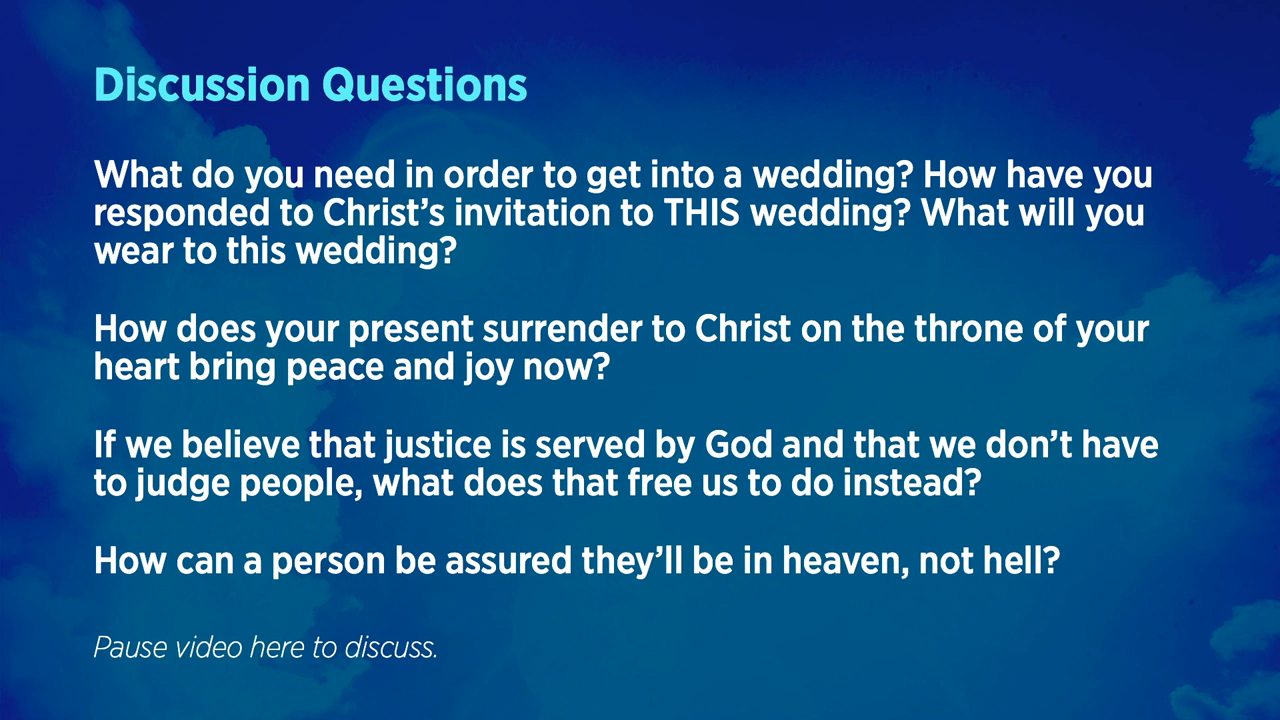 Discussion Questions
What do you need in order to get into a wedding? How have you
responded to Christ’s invitation to THIS wedding? What will you
wear to this wedding?
How does your present surrender to Christ on the throne of your
heart bring peace and joy now?
If we believe that justice is served by God and that we don’t have
to judge people, what does that free us to do instead?
How can a person be assured they’ll be in heaven, not hell?
Pause video here to discuss.